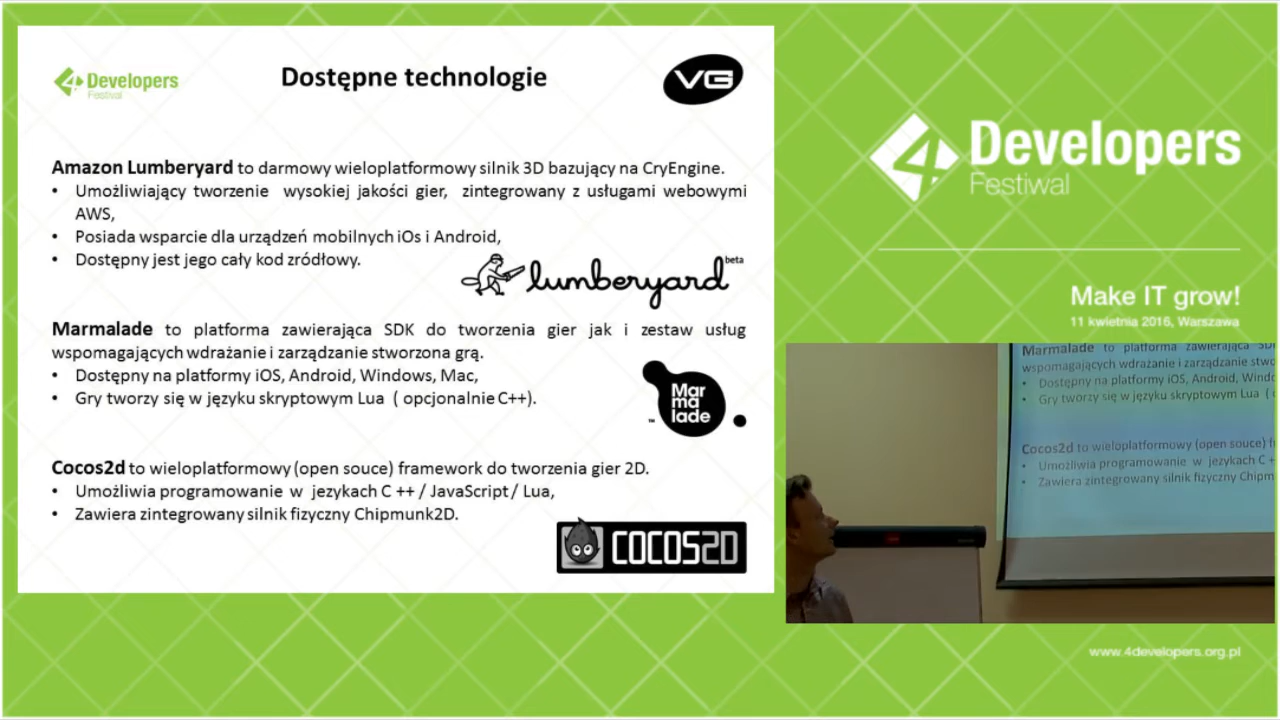 4Developers
Festival
Dostępne technologie
VG
Amazon Lumberyard to darmowy wieloplatformowy silnik 3D bazujący na CryEngine.
• Umożliwiający tworzenie wysokiej jakości gier, zintegrowany z usługami webowymi
AWS,
• Posiada wsparcie dla urządzeń mobilnych iOs i Android,
• Dostępny jest jego cały kod zródłowy.
lumberyard beta
Marmalade to platforma zawierająca SDK do tworzenia gier jak i zestaw usług
wspomagających wdrażanie i zarządzanie stworzona grą.
• Dostępny na platformy iOS, Android, Windows, Mac,
• Gry tworzy się w języku skryptowym Lua ( opcjonalnie C++).
Mar
ma
lade
™
Cocos2d to wieloplatformowy (open souce) framework do tworzenia gier 2D.
• Umożliwia programowanie w jezykach C ++ / JavaScript / Lua,
• Zawiera zintegrowany silnik fizyczny Chipmunk2D.
COCOS2D
4Developers
Festiwal
Make IT grow!
11 kwietnia 2016, Warszawa
Marmalade to platforma zawierająca SD
wspomagających wdrażanie i zarządzanie stwo
• Dostępny na platformy iOS, Android, Windo
• Gry tworzy się w języku skryptowym Lua (
Cocos2d to wieloplatformowy (open souce) f
• Umożliwia programowanie w jezykach C +
• Zawiera zintegrowany silnik fizyczny Chipm
www.4developers.org.pl